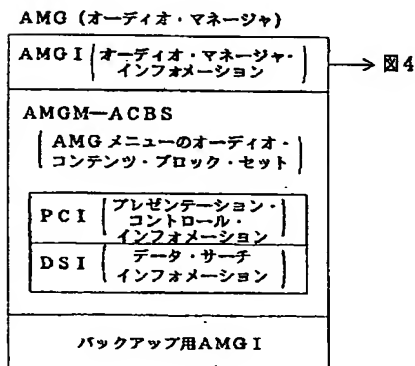 AMG (オーディオ・マネージャ)
AMGI (オーディオ・マネージャ・
インフォメーション)
→ 図4
AMGM—ACBS
(AMGメニューのオーディオ・
コンテンツ・ブロック・セット)
PCI (プレゼンテーション・
コントロール・
インフォメーション)
DSI (データ・サーチ
インフォメーション)
バックアップ用AMGI